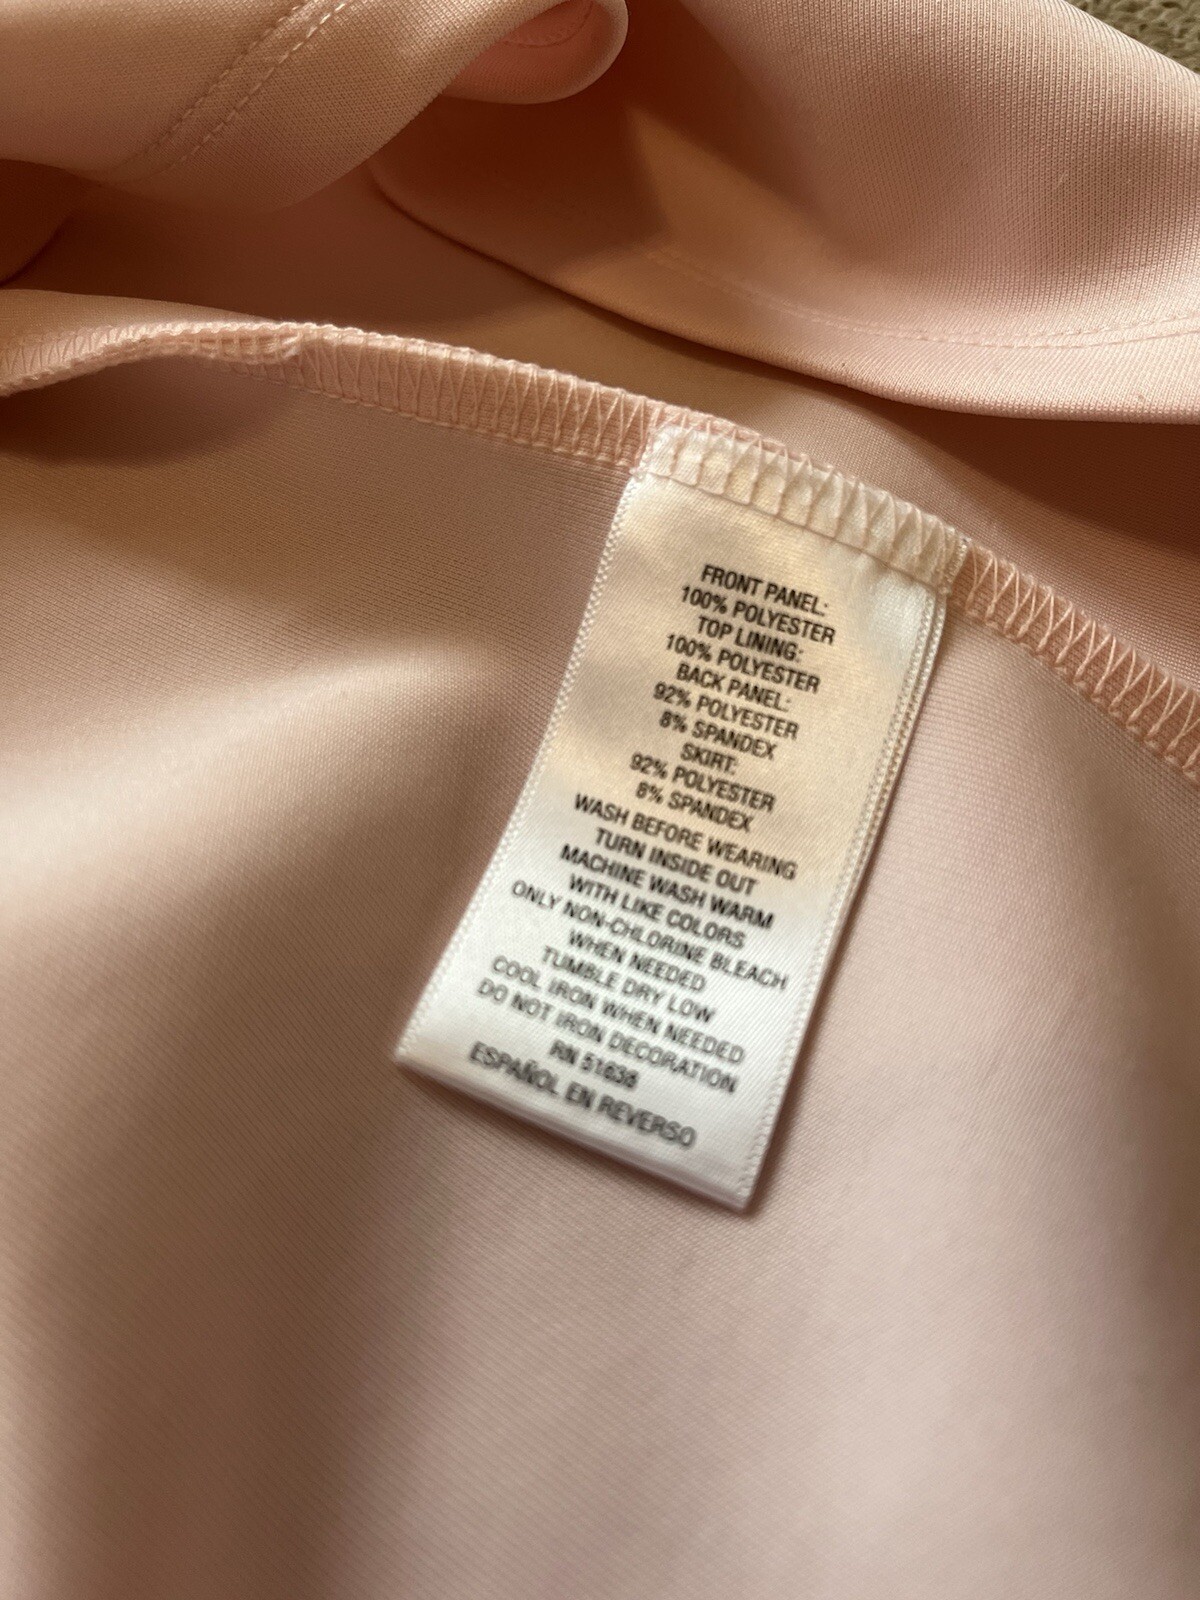 FRONT PANEL:
100% POLYESTER
TOP LINING:
100% POLYESTER
BACK PANEL:
92% POLYESTER
8% SPANDEX
SKIRT:
92% POLYESTER
8% SPANDEX
WASH BEFORE WEARING
TURN INSIDE OUT
MACHINE WASH WARM
WITH LIKE COLORS
ONLY NON-CHLORINE BLEACH
WHEN NEEDED
TUMBLE DRY LOW
COOL IRON WHEN NEEDED
DO NOT IRON DECORATION
RN
ESPAÑOL EN REVERSO